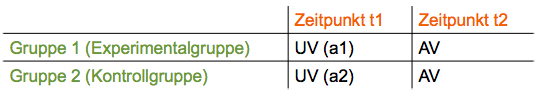 Zeitpunkt t1 Zeitpunkt t2
Gruppe 1 (Experimentalgruppe) UV (a1) AV
Gruppe 2 (Kontrollgruppe) UV (a2) AV